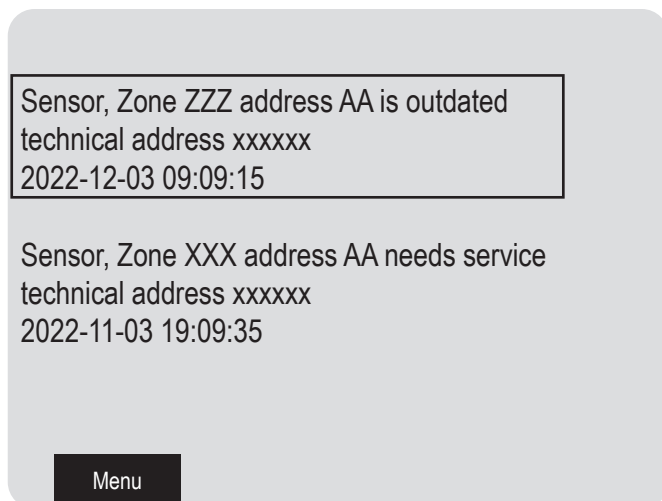 Sensor, Zone ZZZ address AA is outdated
technical address xxxxxx
2022-12-03 09:09:15
Sensor, Zone XXX address AA needs service
technical address xxxxxx
2022-11-03 19:09:35
Menu